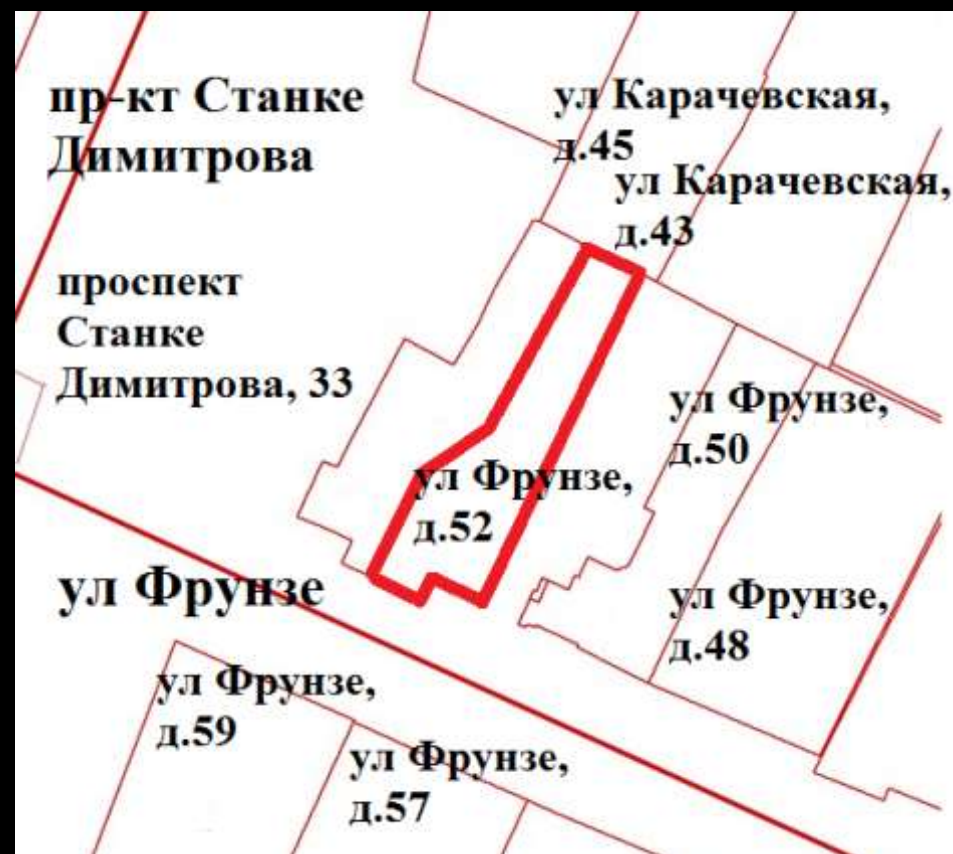 пр-кт Станке
Димитрова
ул Карачевская,
д.45
ул Карачевская,
д.43
проспект
Станке
Димитрова, 33
ул Фрунзе,
д.50
ул Фрунзе,
д.52
ул Фрунзе
ул Фрунзе,
д.48
ул Фрунзе,
д.59
ул Фрунзе,
д.57